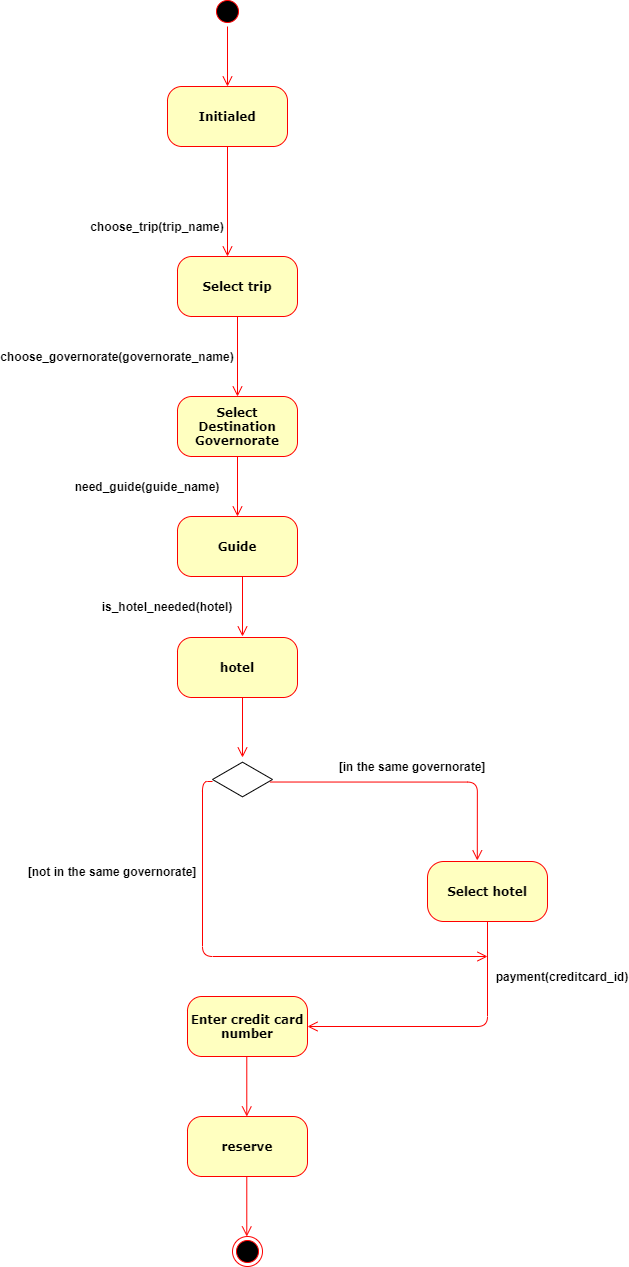 Initialed
choose_trip(trip_name)
Select trip
choose_governorate(governorate_name)
Select
Destination
Governorate
need_guide(guide_name)
Guide
is_hotel_needed(hotel)
hotel
[in the same governorate]
[not in the same governorate]
Select hotel
payment(creditcard_id)
Enter credit card
number
reserve